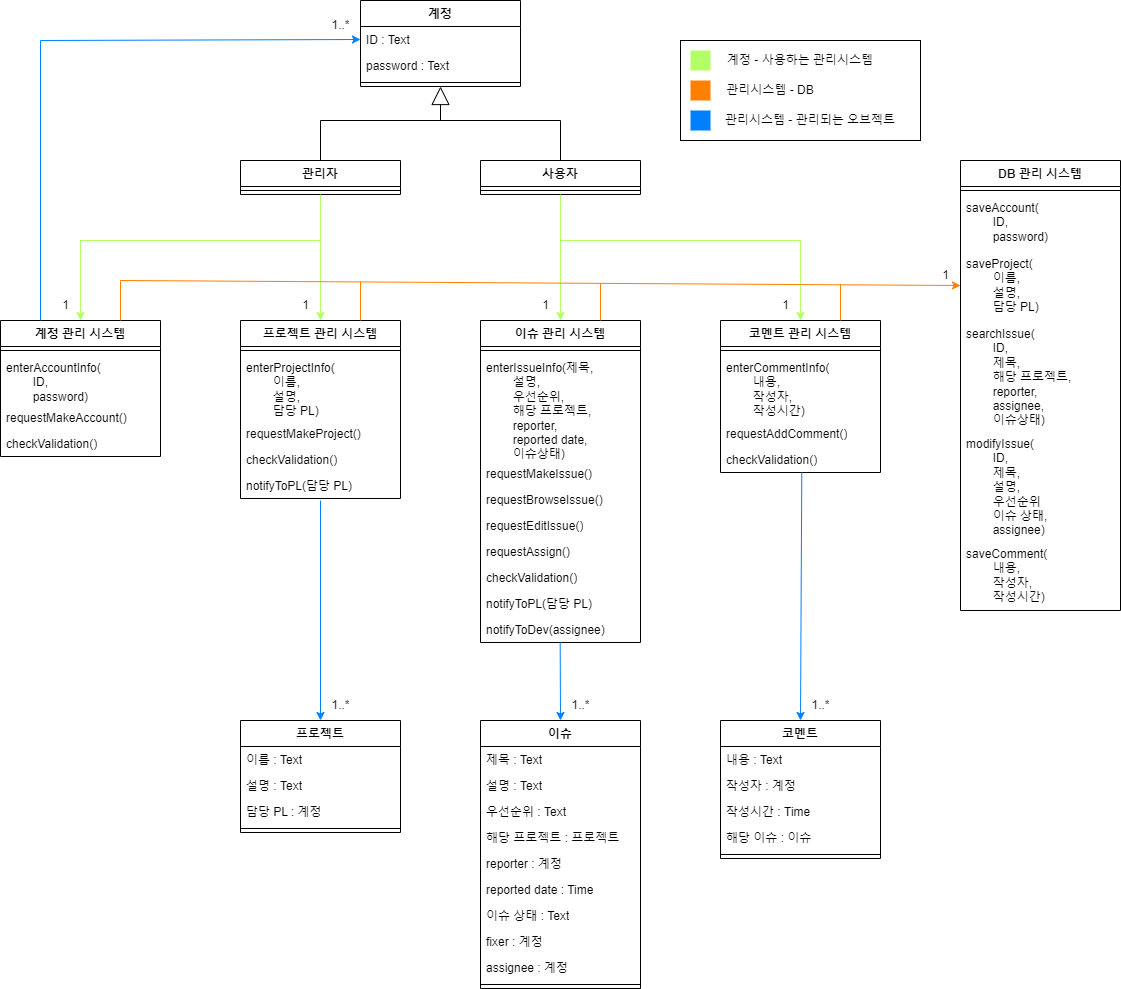 계정
ID : Text
password : Text
1..*
계정 - 사용하는 관리시스템
관리시스템 - DB
관리시스템 - 관리되는 오브젝트
관리자
사용자
1
1
1
1
1
계정 관리 시스템
enterAccountInfo(
ID,
password)
requestMakeAccount()
checkValidation()
프로젝트 관리 시스템
enterProjectInfo(
이름,
설명,
담당 PL)
requestMakeProject()
checkValidation()
notifyToPL(담당 PL)
이슈 관리 시스템
enterIssueInfo(제목,
설명,
우선순위,
해당 프로젝트,
reporter,
reported date,
이슈상태)
requestMakeIssue()
requestBrowseIssue()
requestEditIssue()
requestAssign()
checkValidation()
notifyToPL(담당 PL)
notifyToDev(assignee)
코멘트 관리 시스템
enterCommentInfo(
내용,
작성자,
작성시간)
requestAddComment()
checkValidation()
DB 관리 시스템
saveAccount(
ID,
password)
saveProject(
이름,
설명,
담당 PL)
searchIssue(
ID,
제목,
해당 프로젝트,
reporter,
assignee,
이슈상태)
modifyIssue(
ID,
제목,
설명,
우선순위
이슈 상태,
assignee)
saveComment(
내용,
작성자,
작성시간)
1..*
1..*
1..*
프로젝트
이름 : Text
설명 : Text
담당 PL : 계정
이슈
제목 : Text
설명 : Text
우선순위 : Text
해당 프로젝트 : 프로젝트
reporter : 계정
reported date : Time
이슈 상태 : Text
fixer : 계정
assignee : 계정
코멘트
내용 : Text
작성자 : 계정
작성시간 : Time
해당 이슈 : 이슈